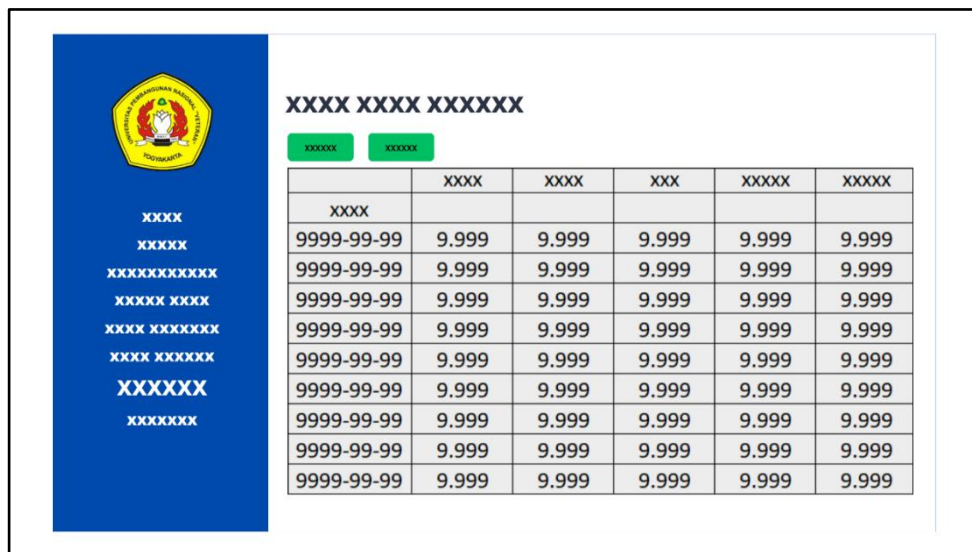 UNIVERSITAS PEMBANGUNAN NASIONAL "VETERAN"
YOGYAKARTA
xxxx
xxxxx
xxxxxxxxxxx
xxxxx xxxx
xxxx xxxxxxx
xxxx xxxxxx
xxxxxx
xxxxxxx
xxxx xxxx xxxxxx
xxxxxx xxxxxx
xxxx xxxx xxx xxxxx xxxxx
xxxx
9999-99-99 9.999 9.999 9.999 9.999 9.999
9999-99-99 9.999 9.999 9.999 9.999 9.999
9999-99-99 9.999 9.999 9.999 9.999 9.999
9999-99-99 9.999 9.999 9.999 9.999 9.999
9999-99-99 9.999 9.999 9.999 9.999 9.999
9999-99-99 9.999 9.999 9.999 9.999 9.999
9999-99-99 9.999 9.999 9.999 9.999 9.999
9999-99-99 9.999 9.999 9.999 9.999 9.999
9999-99-99 9.999 9.999 9.999 9.999 9.999